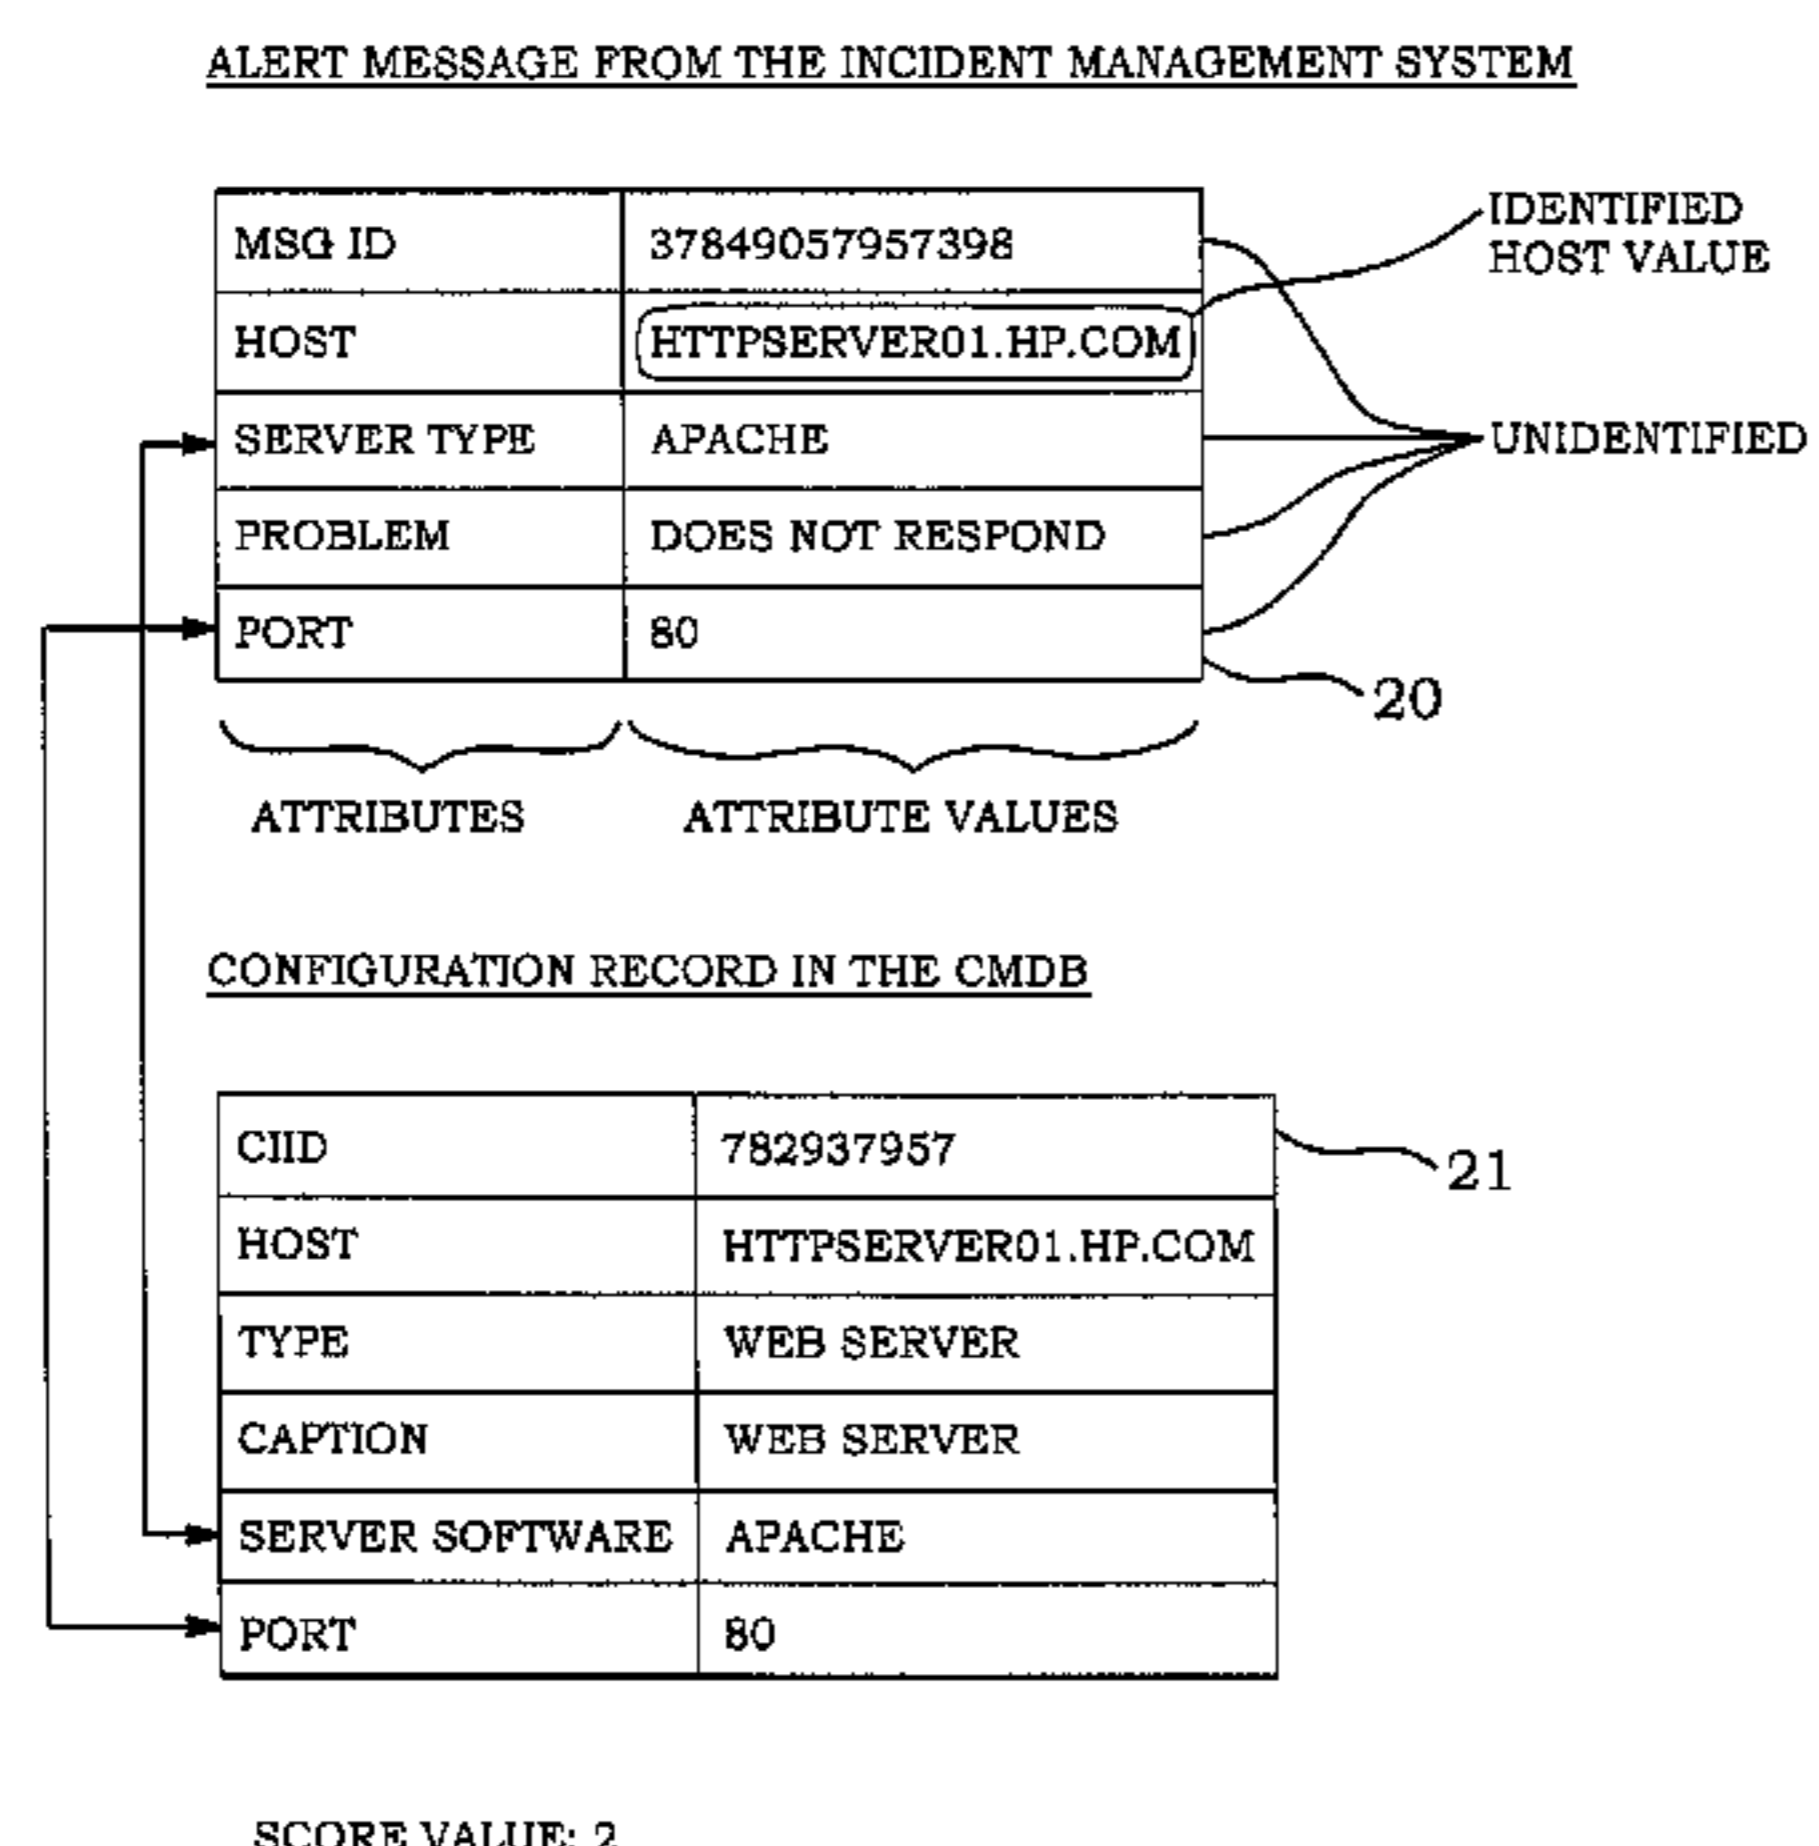 ALERT MESSAGE FROM THE INCIDENT MANAGEMENT SYSTEM
MSG ID 37849057957398
HOST HTTPSERVER01.HP.COM
SERVER TYPE APACHE
PROBLEM DOES NOT RESPOND
PORT 80
IDENTIFIED
HOST VALUE
UNIDENTIFIED
20
ATTRIBUTES ATTRIBUTE VALUES
CONFIGURATION RECORD IN THE CMDB
CIID 782937957
HOST HTTPSERVER01.HP.COM
TYPE WEB SERVER
CAPTION WEB SERVER
SERVER SOFTWARE APACHE
PORT 80
21
SCORE VALUE: 2